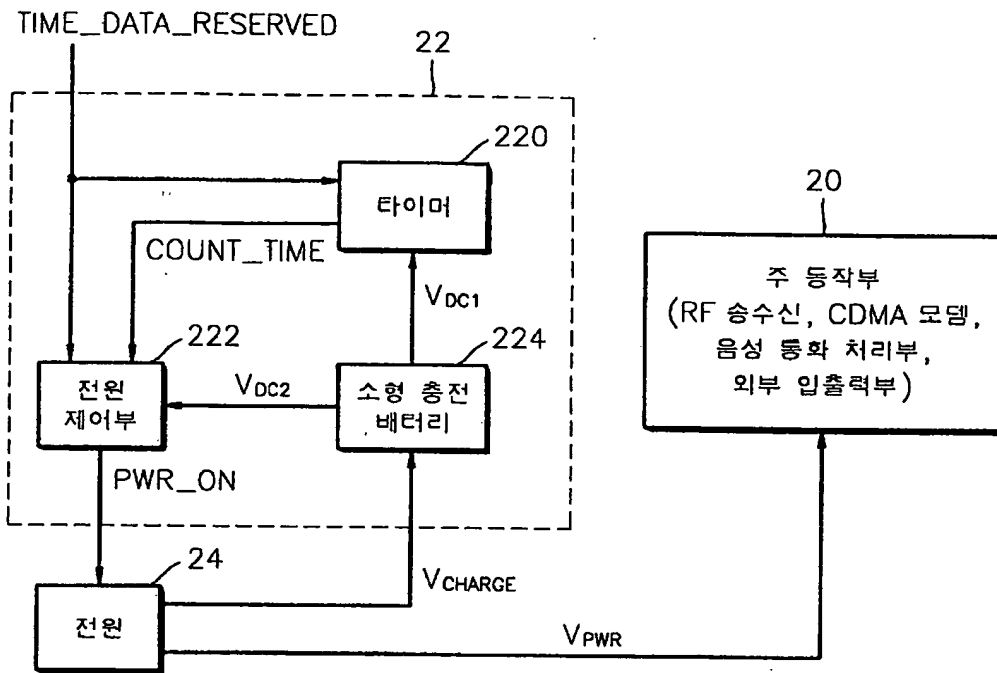 TIME_DATA_RESERVED
22
220
타이머
COUNT_TIME
VDC1
222
224
전원
제어부
VDC2
소형 충전
배터리
PWR_ON
24
전원
VCHARGE
VPWR
20
주 동작부
(RF 송수신, CDMA 모뎀,
음성 통화 처리부,
외부 입출력부)